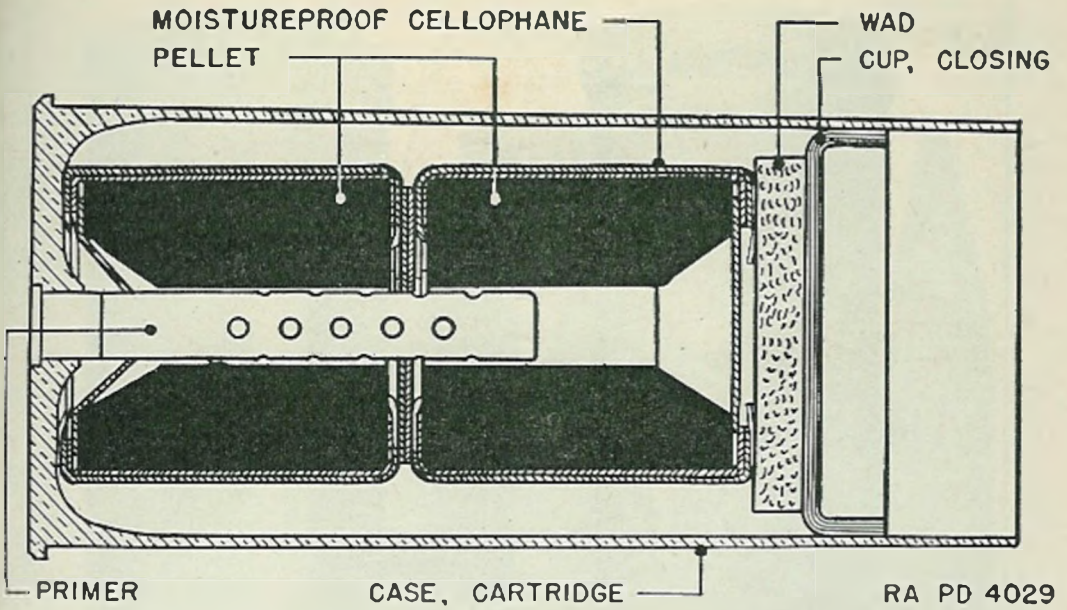 MOISTUREPROOF CELLOPHANE
PELLET
WAD
CUP, CLOSING
PRIMER
CASE, CARTRIDGE
RA PD 4029